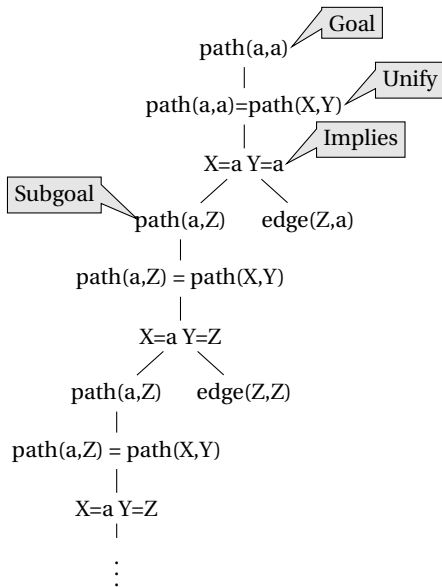 Goal
path(a,a)
Unify
path(a,a)=path(X,Y)
Implies
X=a Y=a
Subgoal
path(a,Z) edge(Z,a)
path(a,Z) = path(X,Y)
X=a Y=Z
path(a,Z) edge(Z,Z)
path(a,Z) = path(X,Y)
X=a Y=Z
⋮